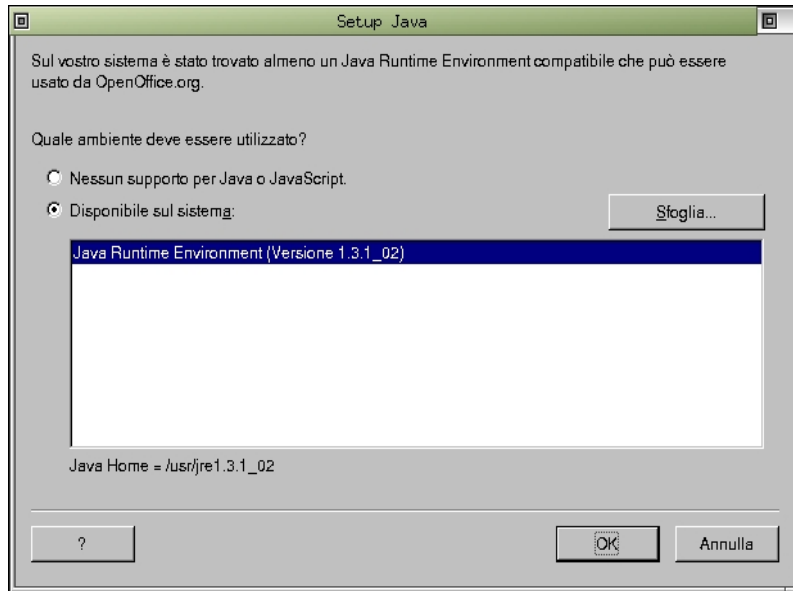 Setup Java
Sul vostro sistema è stato trovato almeno un Java Runtime Environment compatibile che può essere
usato da OpenOffice.org.
Quale ambiente deve essere utilizzato?
Nessun supporto per Java o JavaScript.
Disponibile sul sistema:
Sfoglia...
Java Runtime Environment (Versione 1.3.1_02)
Java Home = /usr/jre1.3.1_02
?
OK
Annulla